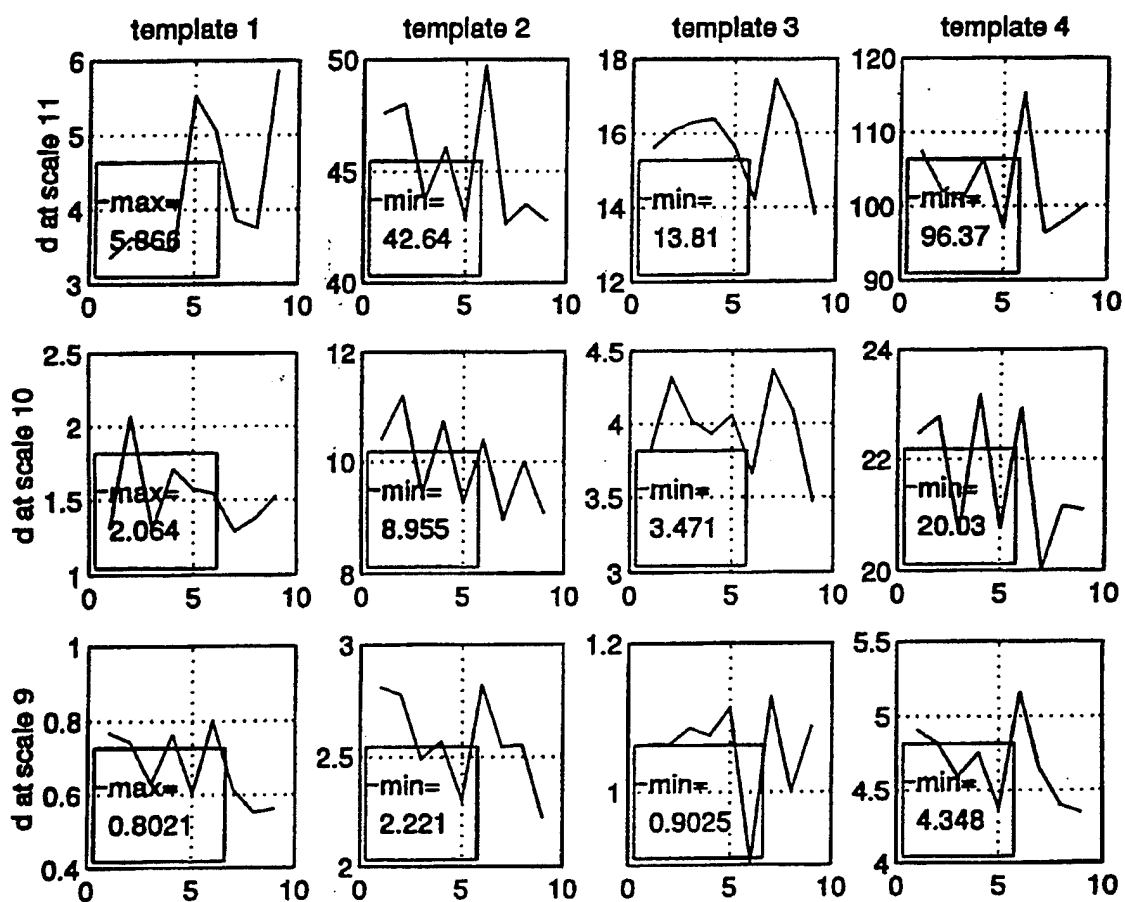 template 1 template 2 template 3 template 4
6 50 18 120
5 45 16 110
4 14 100
3 40 12 90
d at scale 11
max=
5.866
min=
42.64
min=
13.81
min=
96.37
0 5 10 0 5 10 0 5 10 0 5 10
2.5 12 4.5 24
2 4
1.5 10 3.5 22
1 8 3 20
d at scale 10
max=
2.064
min=
8.955
min=
3.471
min=
20.03
0 5 10 0 5 10 0 5 10 0 5 10
1 3 1.2 5.5
0.8 5
0.6 2.5 1 4.5
0.4 2 4
d at scale 9
max=
0.8021
min=
2.221
min=
0.9025
min=
4.348
0 5 10 0 5 10 0 5 10 0 5 10